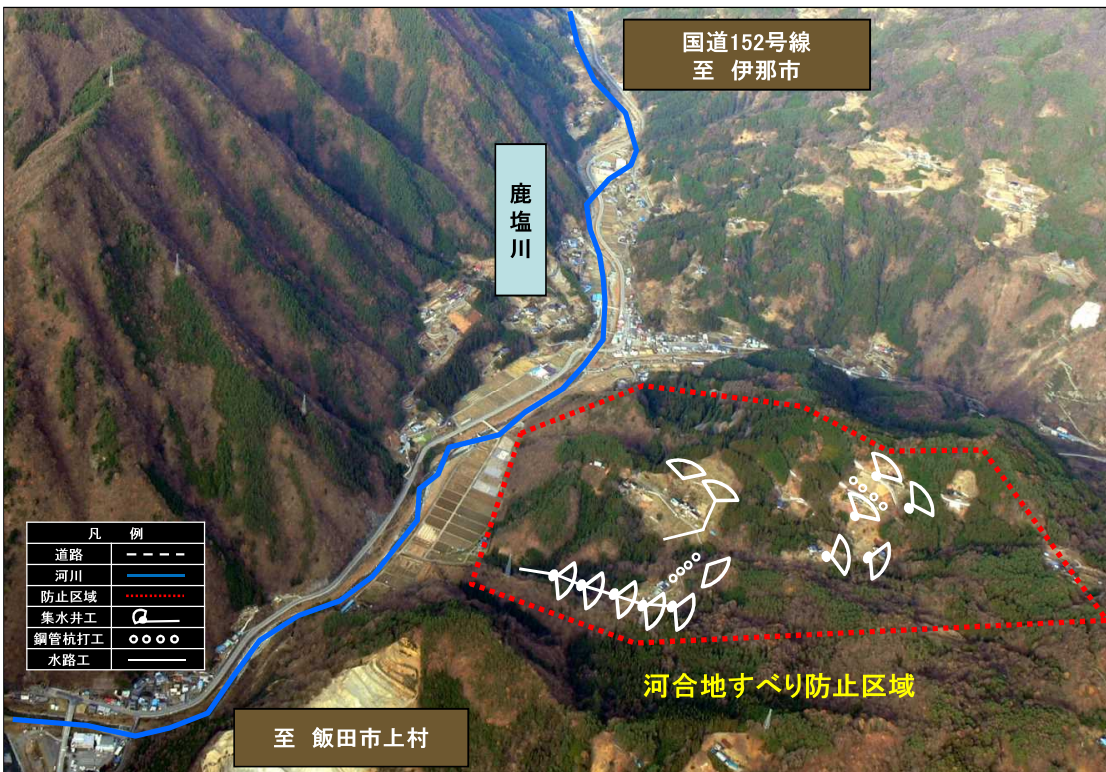 国道152号線
至 伊那市
鹿塩川
凡 例
道路
河川
防止区域
集水井工
鋼管杭打工
水路工
河合地すべり防止区域
至 飯田市上村